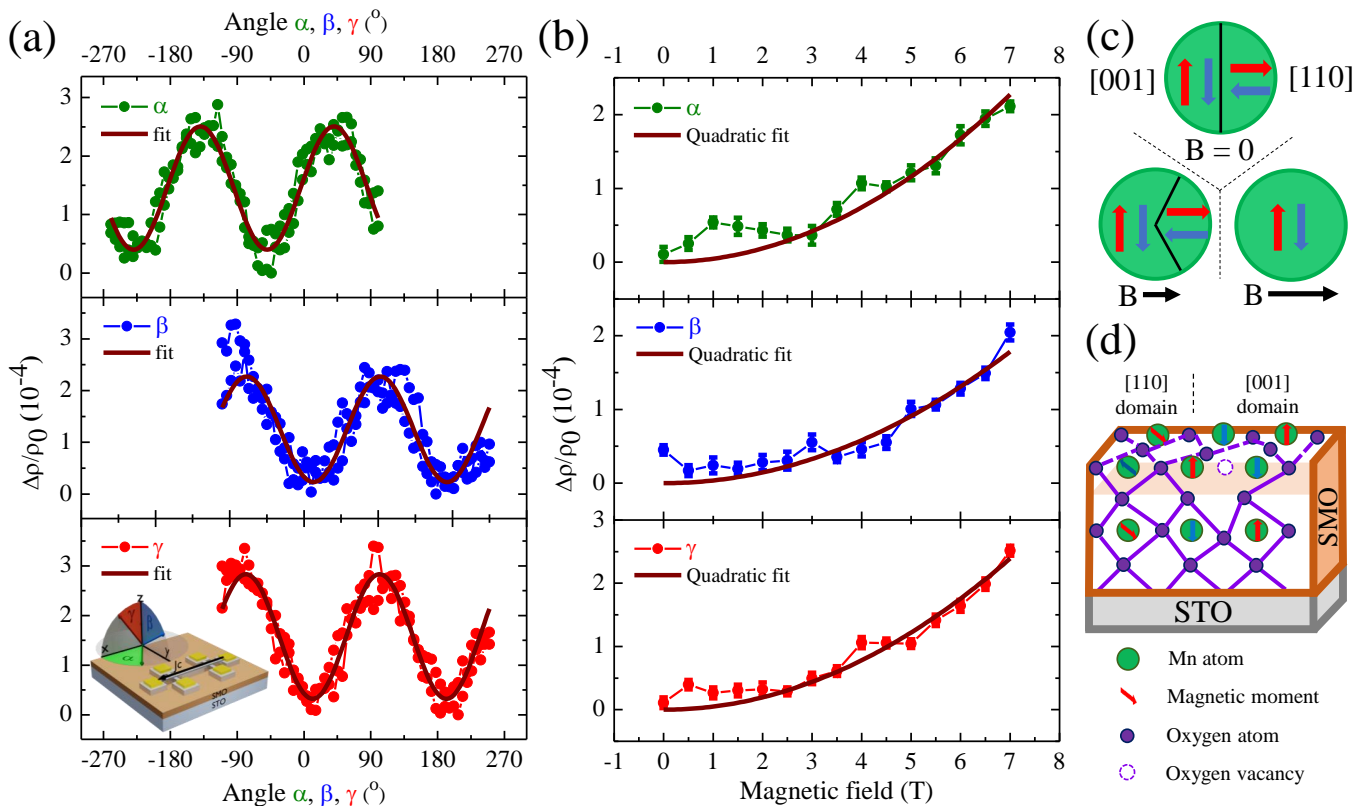 (a)
Angle α, β, γ (°)
-270 -180 -90 0 90 180 270
3
2
1
0
α
fit
3
2
1
0
β
fit
3
2
1
0
γ
fit
Δρ/ρ0 (10-4)
z
γ
β
x
y
α
Jc
SMO
STO
-270 -180 -90 0 90 180 270
Angle α, β, γ (°)
(b)
-1 0 1 2 3 4 5 6 7 8
2
1
0
α
Quadratic fit
2
1
0
β
Quadratic fit
3
2
1
0
γ
Quadratic fit
Δρ/ρ0 (10-4)
-1 0 1 2 3 4 5 6 7 8
Magnetic field (T)
(c)
[001] [110]
B = 0
B B
(d)
[110] [001]
domain domain
SMO
STO
Mn atom
Magnetic moment
Oxygen atom
Oxygen vacancy